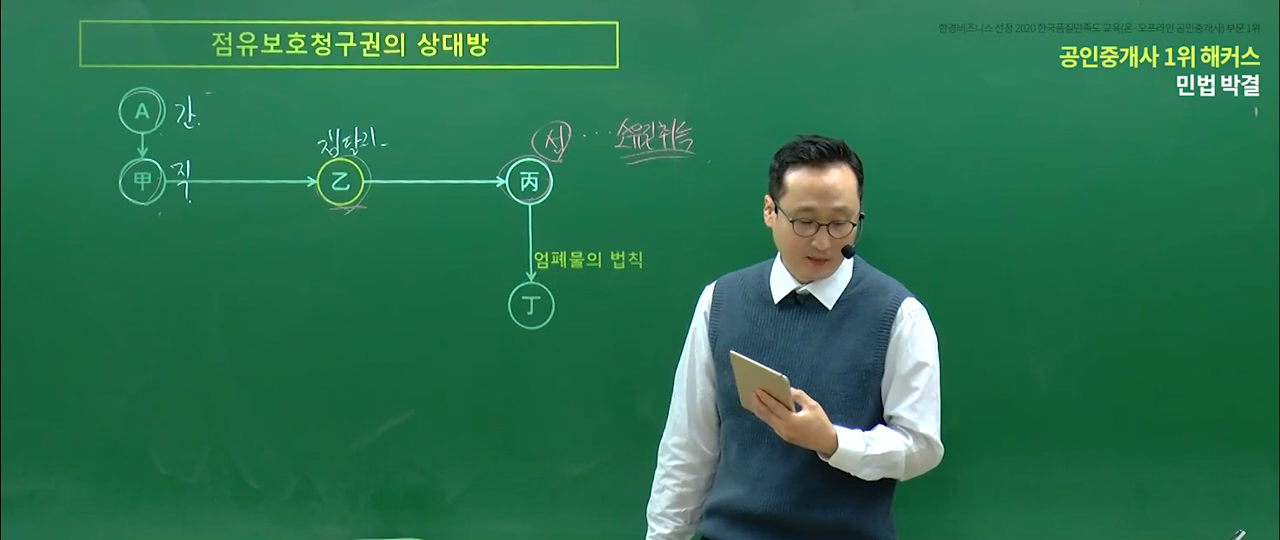 한경비즈니스 선정 2020 한국품질만족도 교육(온·오프라인 공인중개사) 부문 1위
공인중개사 1위 해커스
민법 박결
점유보호청구권의 상대방
A 간.
집달리
선 ... 소유권취득
甲 직. 乙 丙
엄폐물의 법칙
丁